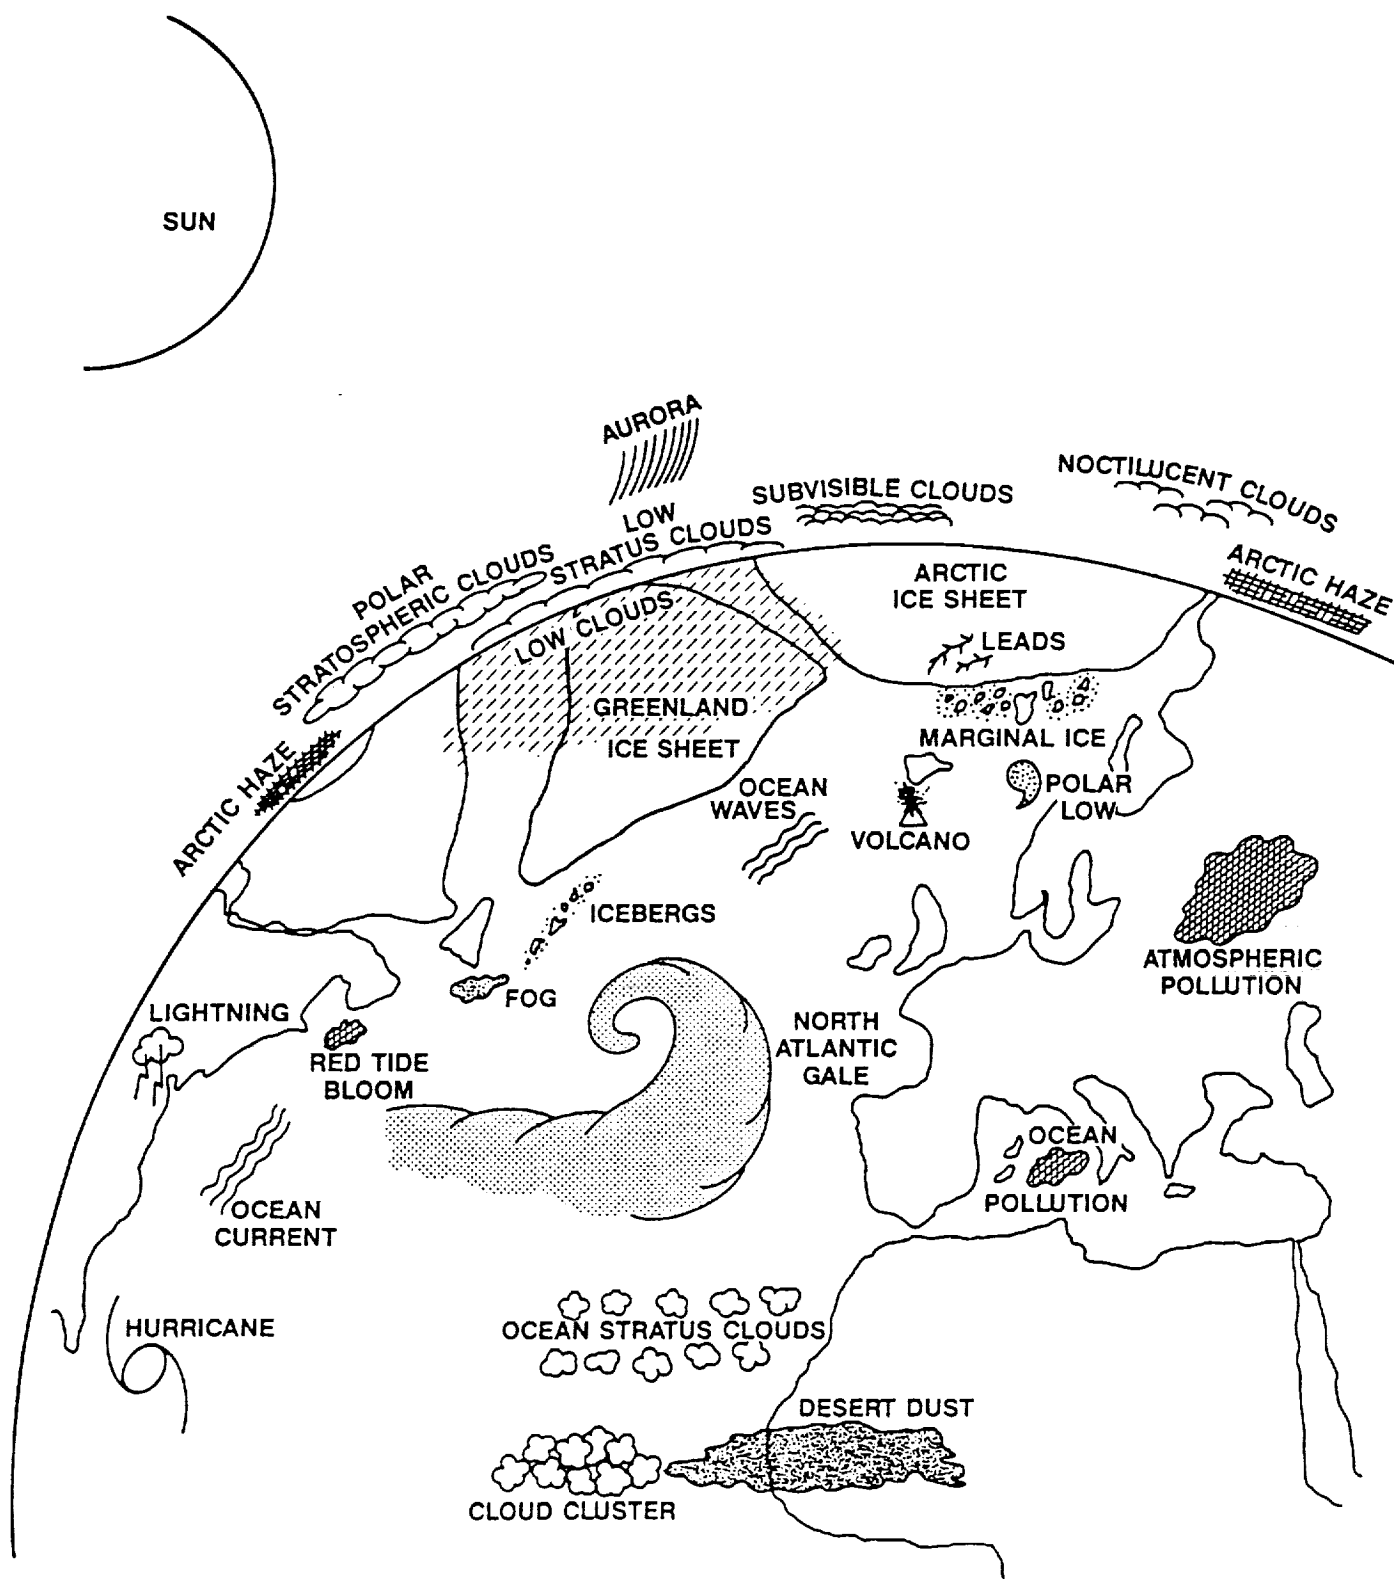 SUN
AURORA
LOW
STRATUS CLOUDS
SUBVISIBLE CLOUDS
NOCTILUCENT CLOUDS
POLAR
STRATOSPHERIC CLOUDS
ARCTIC HAZE
ARCTIC
ICE SHEET
LOW CLOUDS
LEADS
GREENLAND
ICE SHEET
MARGINAL ICE
ARCTIC HAZE
OCEAN
WAVES
POLAR
LOW
VOLCANO
ICEBERGS
ATMOSPHERIC
POLLUTION
FOG
LIGHTNING
NORTH
ATLANTIC
GALE
RED TIDE
BLOOM
OCEAN
POLLUTION
OCEAN
CURRENT
HURRICANE
OCEAN STRATUS CLOUDS
DESERT DUST
CLOUD CLUSTER